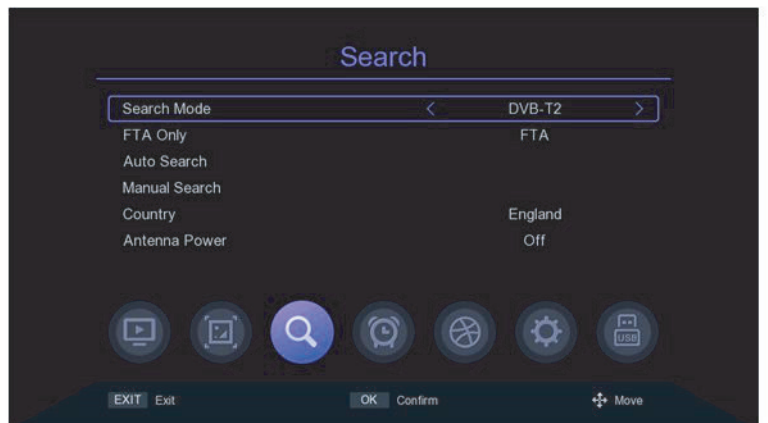 Search
Search Mode < DVB-T2 >
FTA Only FTA
Auto Search
Manual Search
Country England
Antenna Power Off
USB
EXIT Exit OK Confirm Move